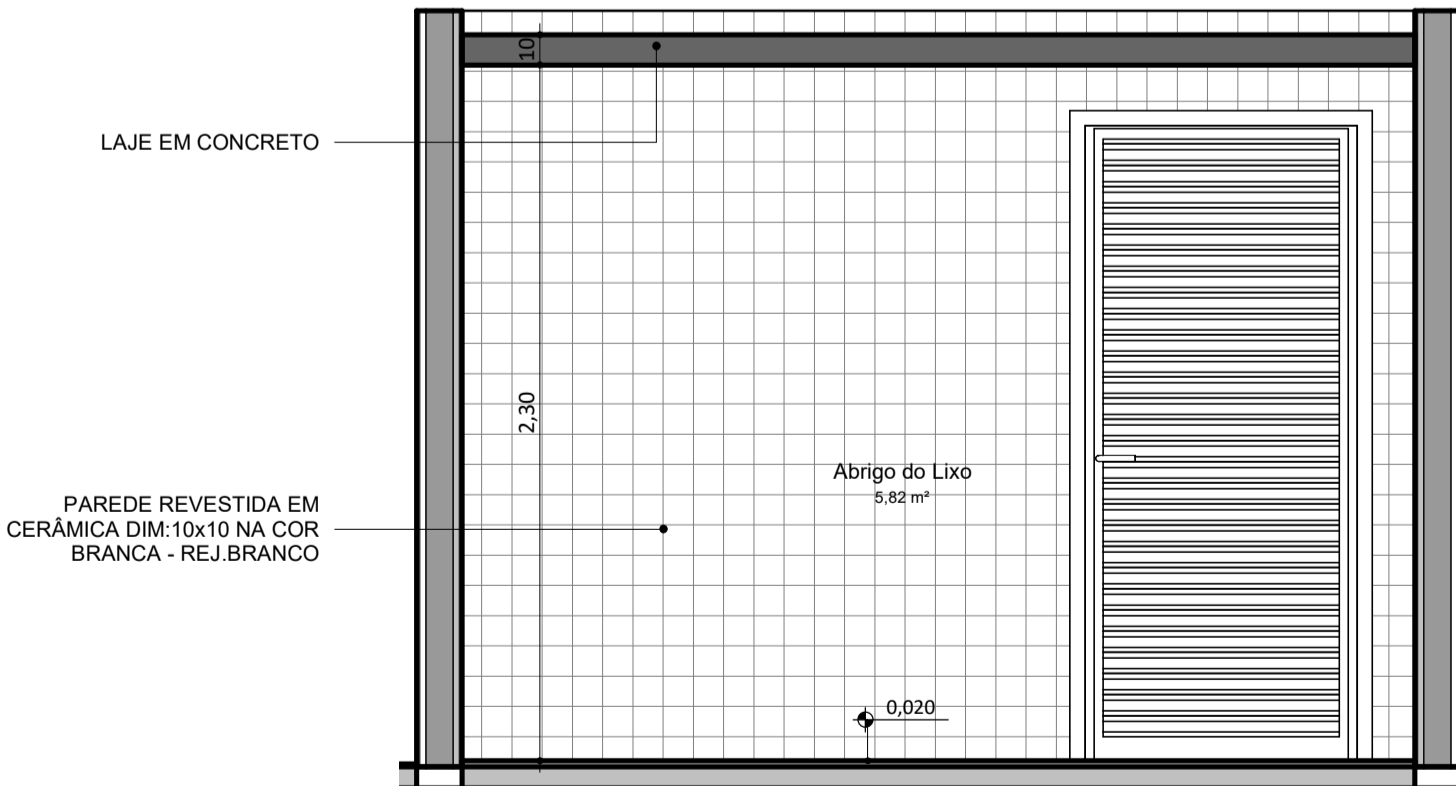 10
LAJE EM CONCRETO
2,30
Abrigo do Lixo
5,82 m²
PAREDE REVESTIDA EM
CERÂMICA DIM:10x10 NA COR
BRANCA - REJ.BRANCO
0,020